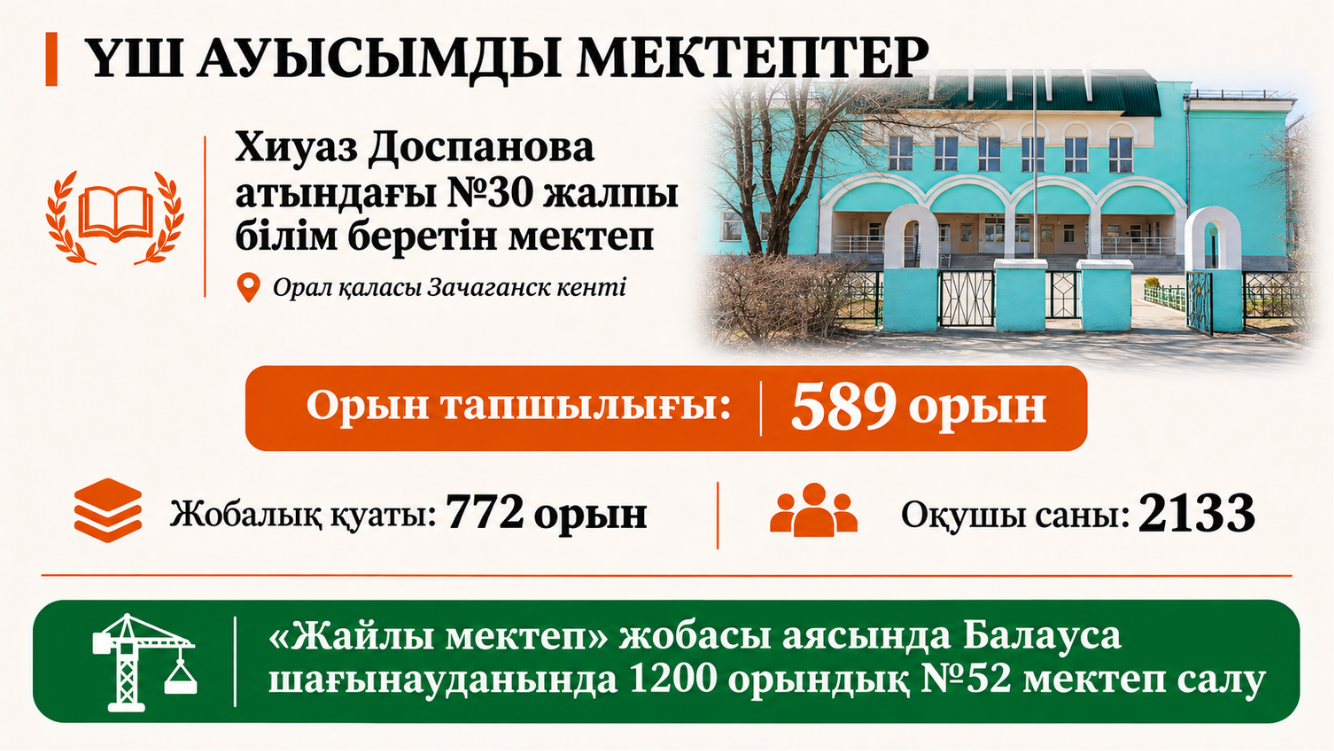 ҮШ АУЫСЫМДЫ МЕКТЕПТЕР
Хиуаз Доспанова
атындағы №30 жалпы
білім беретін мектеп
Орал қаласы Зачаганск кенті
Орын тапшылығы: 589 орын
Жобалық қуаты: 772 орын
Оқушы саны: 2133
«Жайлы мектеп» жобасы аясында Балауса
шағынауданында 1200 орындық №52 мектеп салу